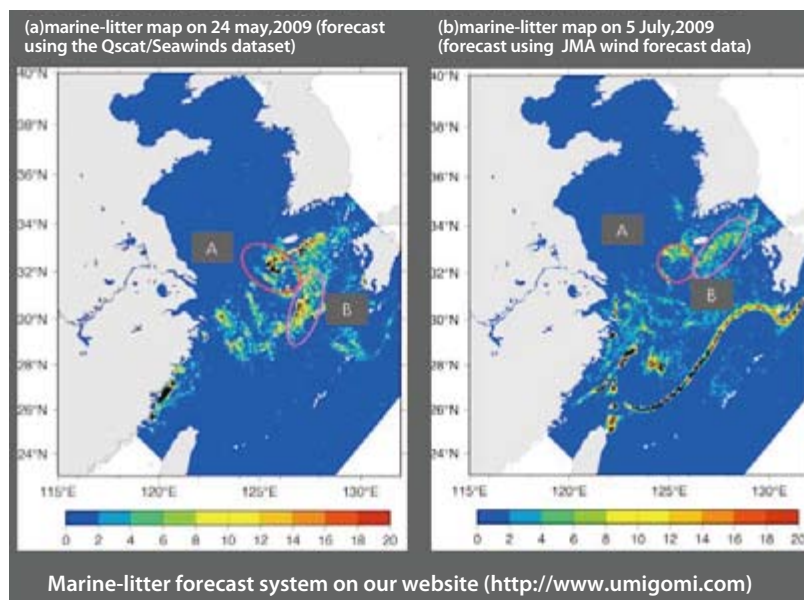 (a)marine-litter map on 24 may,2009 (forecast
using the Qscat/Seawinds dataset)
(b)marine-litter map on 5 July,2009
(forecast using JMA wind forecast data)
40°N
38°N
36°N
34°N
32°N
30°N
28°N
26°N
24°N
A
B
115°E 120°E 125°E 130°E
0 2 4 6 8 10 12 14 16 18 20
40°N
38°N
36°N
34°N
32°N
30°N
28°N
26°N
24°N
A
B
115°E 120°E 125°E 130°E
0 2 4 6 8 10 12 14 16 18 20
Marine-litter forecast system on our website (http://www.umigomi.com)